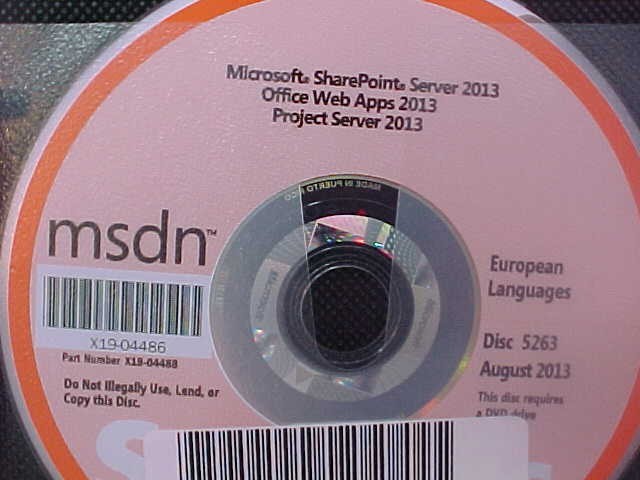 Microsoft® SharePoint® Server 2013
Office Web Apps 2013
Project Server 2013
MADE IN PUERTO RICO
msdn™
European
Languages
X19-04486
Part Number X19-04488
Disc 5263
August 2013
Do Not Illegally Use, Lend, or
Copy this Disc.
This disc requires
a DVD drive